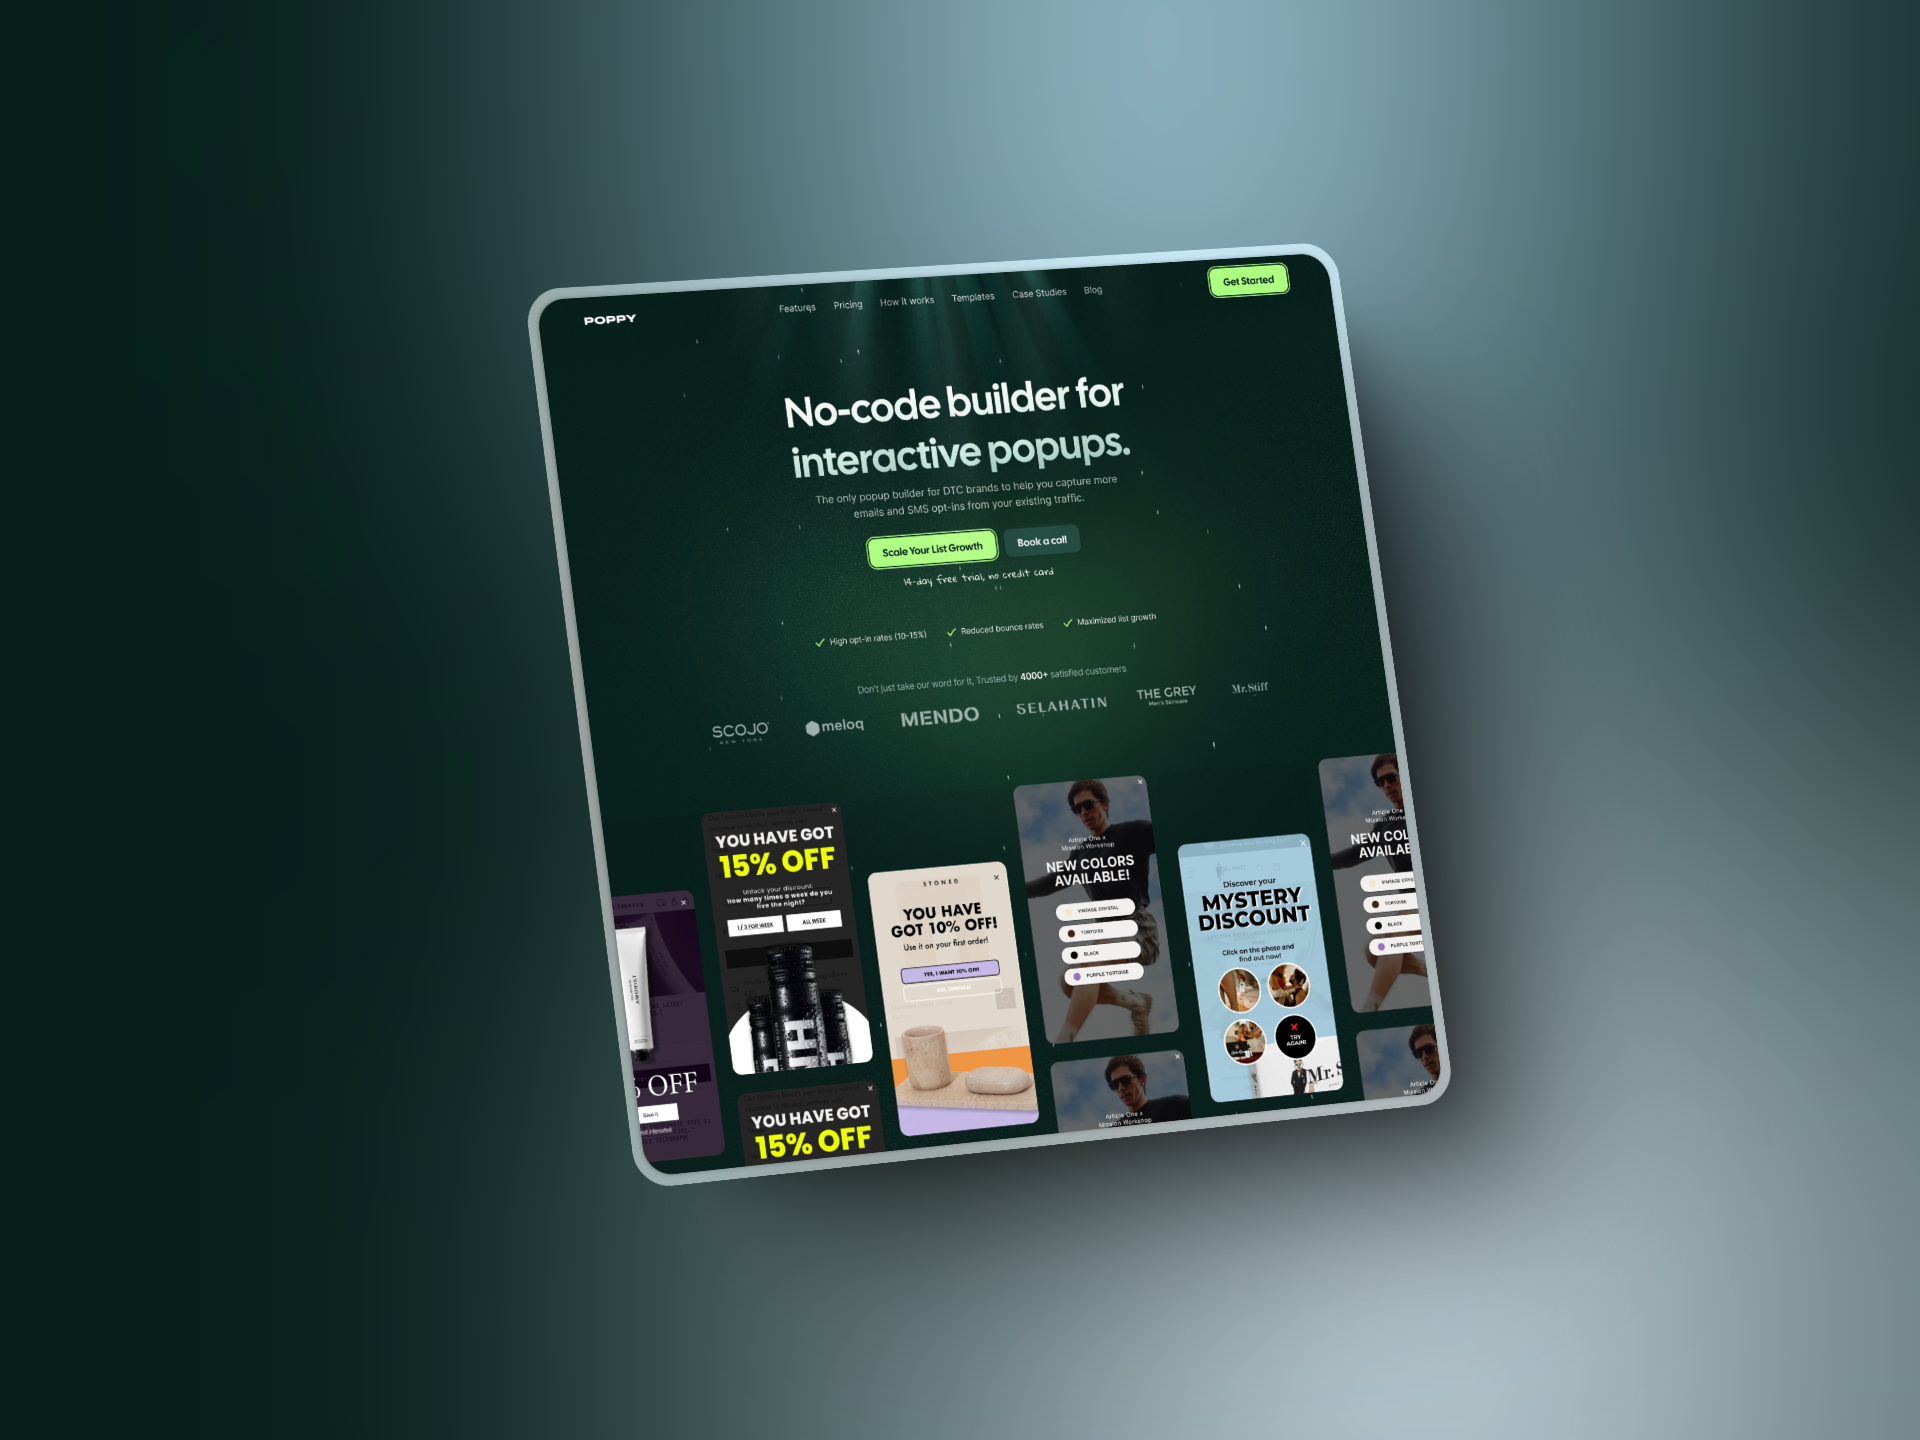 POPPY
Features Pricing How it works Templates Case Studies Blog
Get Started
No-code builder for
interactive popups.
The only popup builder for DTC brands to help you capture more
emails and SMS opt-ins from your existing traffic.
Scale Your List Growth
Book a call
14-day free trial, no credit card
High opt-in rates (10-15%)
Reduced bounce rates
Maximized list growth
Don't just take our word for it, Trusted by 4000+ satisfied customers
SCOJO
NEW YORK
meloq
MENDO
SELAHATIN
THE GREY
Men's Skincare
Mr. Stiff
OFF
Save it
YOU HAVE GOT
15% OFF
Unlock your discount:
How many times a week do you
live the night?
1 / 3 FOR WEEK
ALL WEEK
YOU HAVE GOT
15% OFF
STONED
YOU HAVE
GOT 10% OFF!
Use it on your first order!
YES, I WANT 10% OFF!
NO, THANKS
Article One x
Mission Workshop
NEW COLORS
AVAILABLE!
VINTAGE CRYSTAL
TORTOISE
BLACK
PURPLE TORTOISE
Article One x
Mission Workshop
Discover your
MYSTERY
DISCOUNT
Click on the photo and
find out now!
TRY
AGAIN!
Mr. S
Article One
Mission Works
NEW COL
AVAILAB
VINTAGE CRYS
TORTOISE
BLACK
PURPLE TORTO
Article O
Mission W